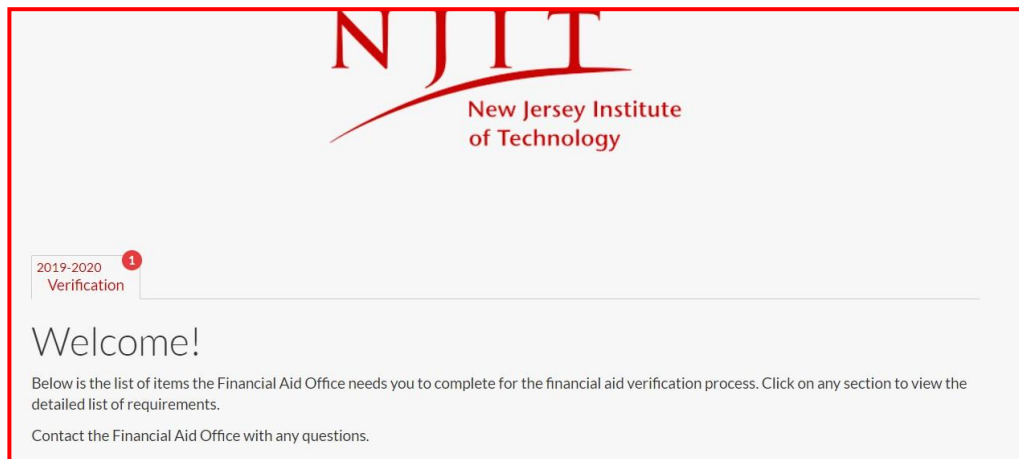 NJIT
New Jersey Institute
of Technology
1
2019-2020
Verification
Welcome!
Below is the list of items the Financial Aid Office needs you to complete for the financial aid verification process. Click on any section to view the
detailed list of requirements.
Contact the Financial Aid Office with any questions.